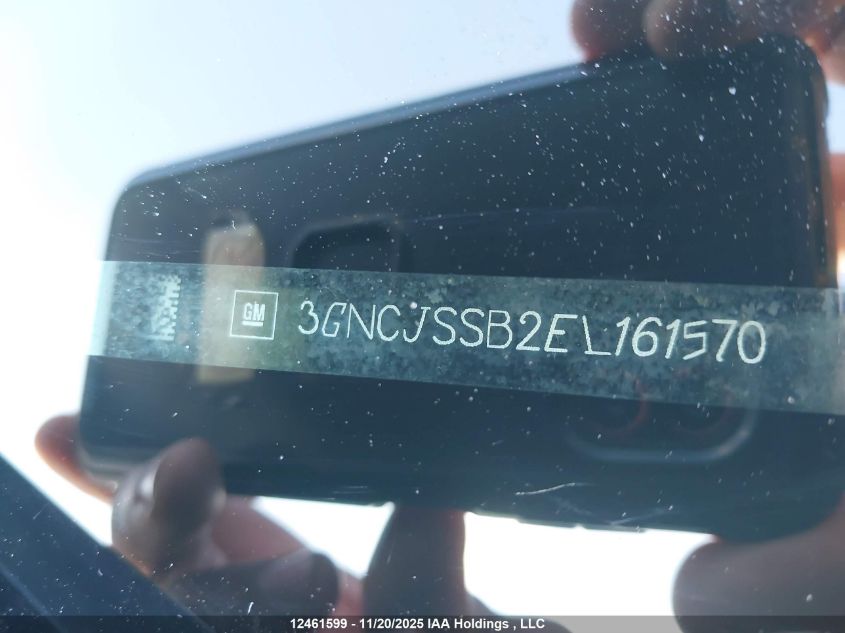 GM 3GNCJSSB2EL161570
12461599 - 11/20/2025 IAA Holdings , LLC